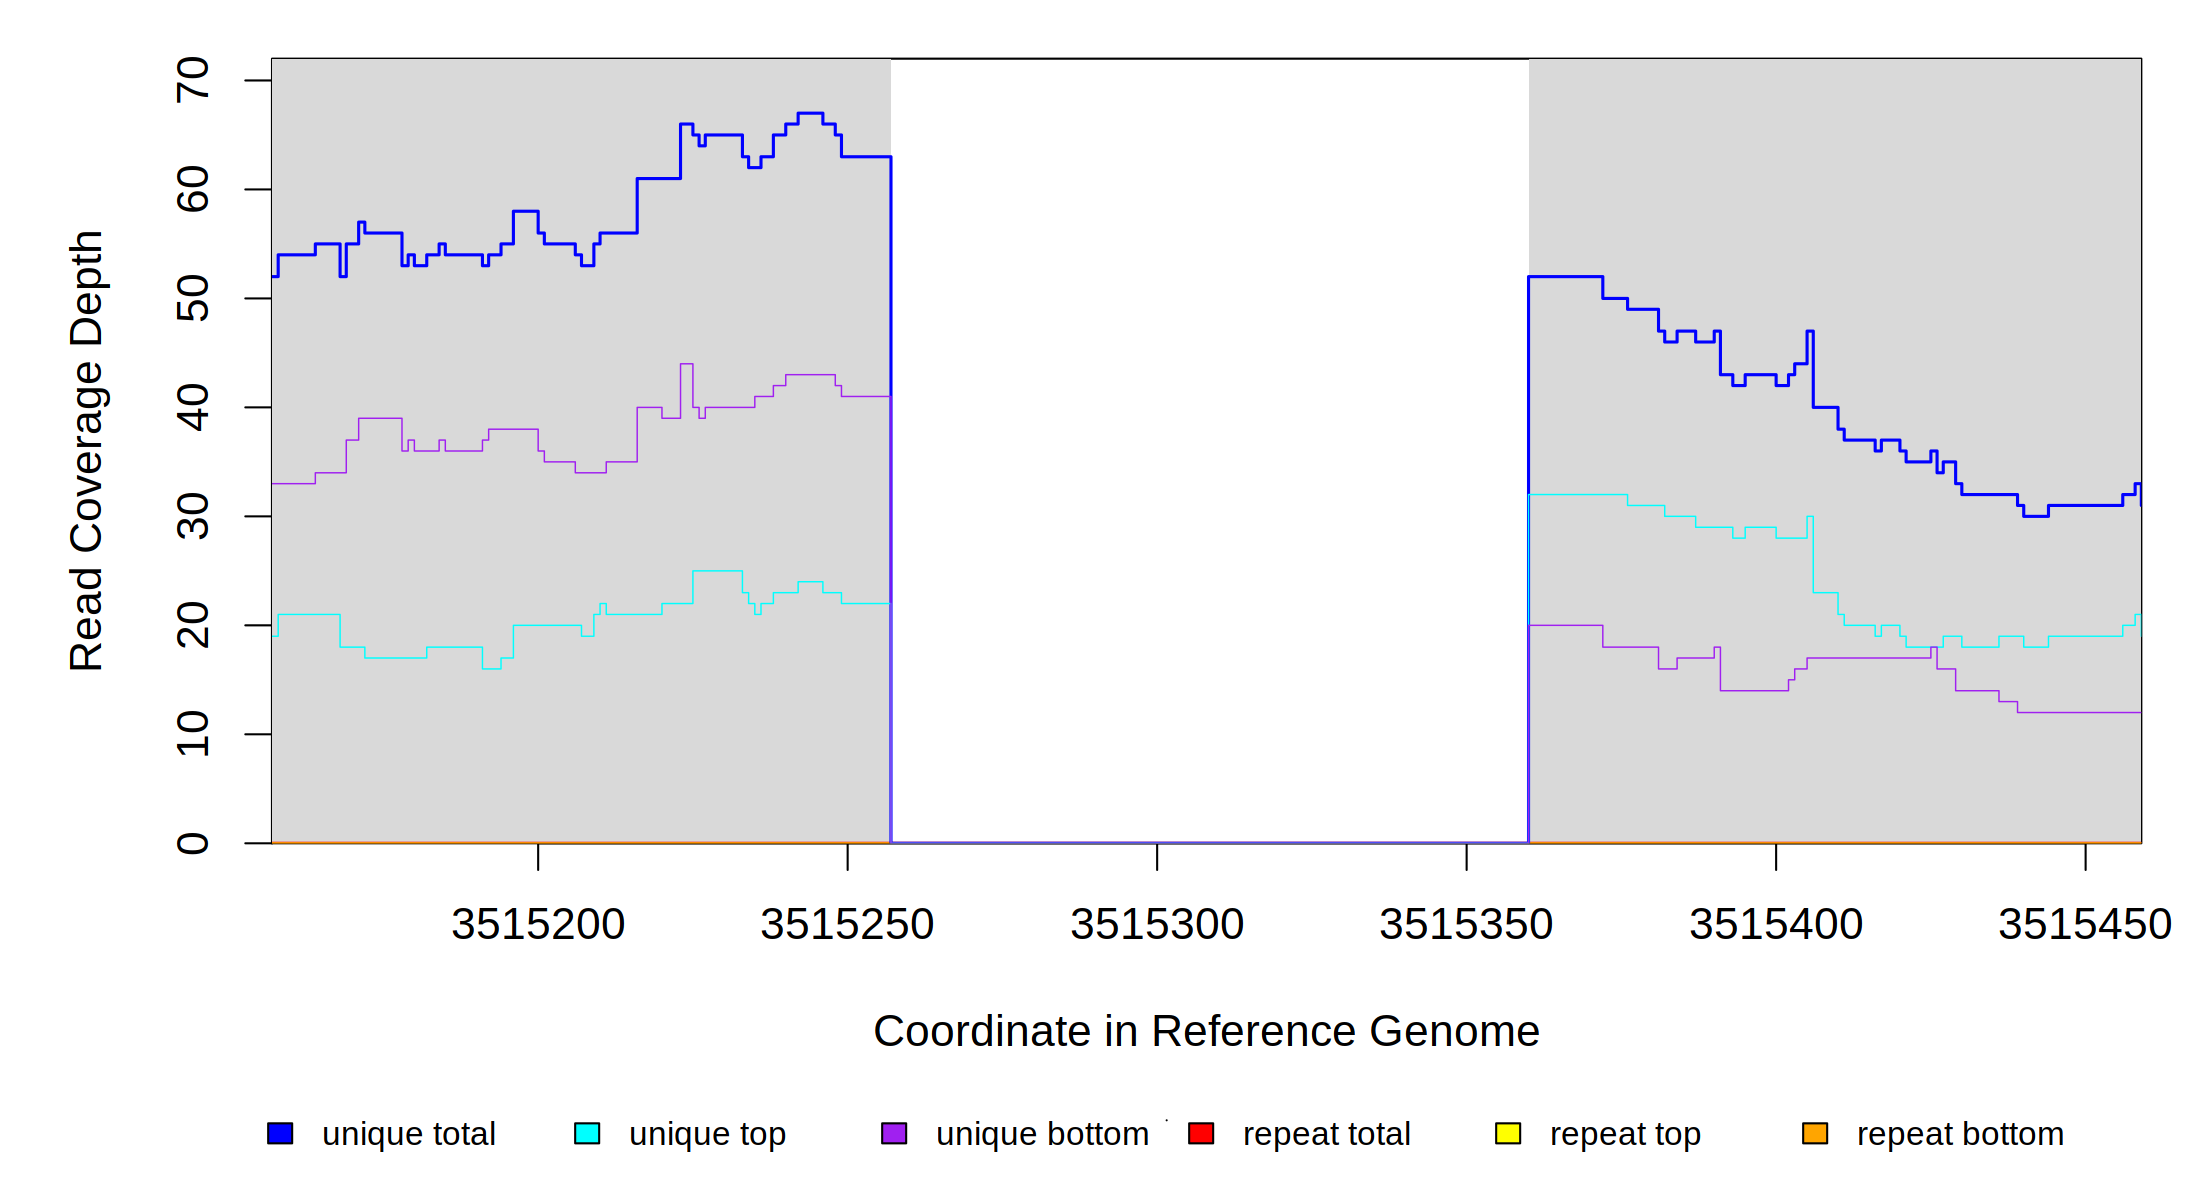 70
60
50
40
30
20
10
0
Read Coverage Depth
3515200 3515250 3515300 3515350 3515400 3515450
Coordinate in Reference Genome
unique total unique top unique bottom repeat total repeat top repeat bottom